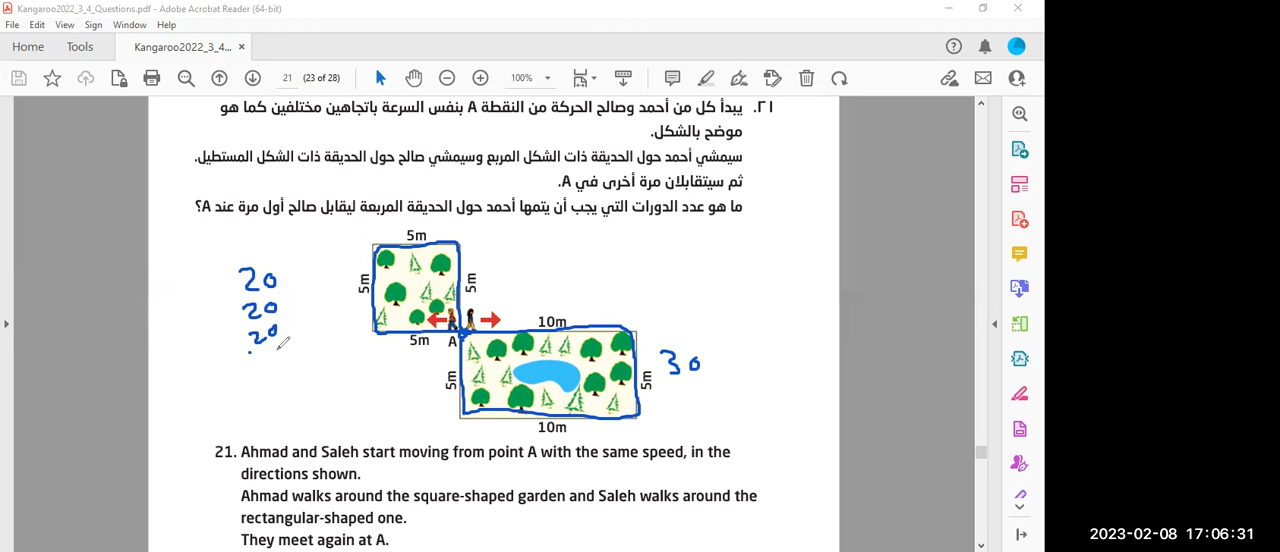 Kangaroo2022_3_4_Questions.pdf - Adobe Acrobat Reader (64-bit)
File Edit View Sign Window Help
Home Tools Kangaroo2022_3_4... ×
21 (23 of 28) 100%
٢١. يبدأ كل من أحمد وصالح الحركة من النقطة A بنفس السرعة باتجاهين مختلفين كما هو
موضح بالشكل.
سيمشي أحمد حول الحديقة ذات الشكل المربع وسيمشي صالح حول الحديقة ذات الشكل المستطيل.
ثم سيتقابلان مرة أخرى في A.
ما هو عدد الدورات التي يجب أن يتمها أحمد حول الحديقة المربعة ليقابل صالح أول مرة عند A؟
5m
5m 5m
20
20
20
10m
5m A
5m 5m
30
10m
21. Ahmad and Saleh start moving from point A with the same speed, in the
directions shown.
Ahmad walks around the square-shaped garden and Saleh walks around the
rectangular-shaped one.
They meet again at A.
2023-02-08 17:06:31